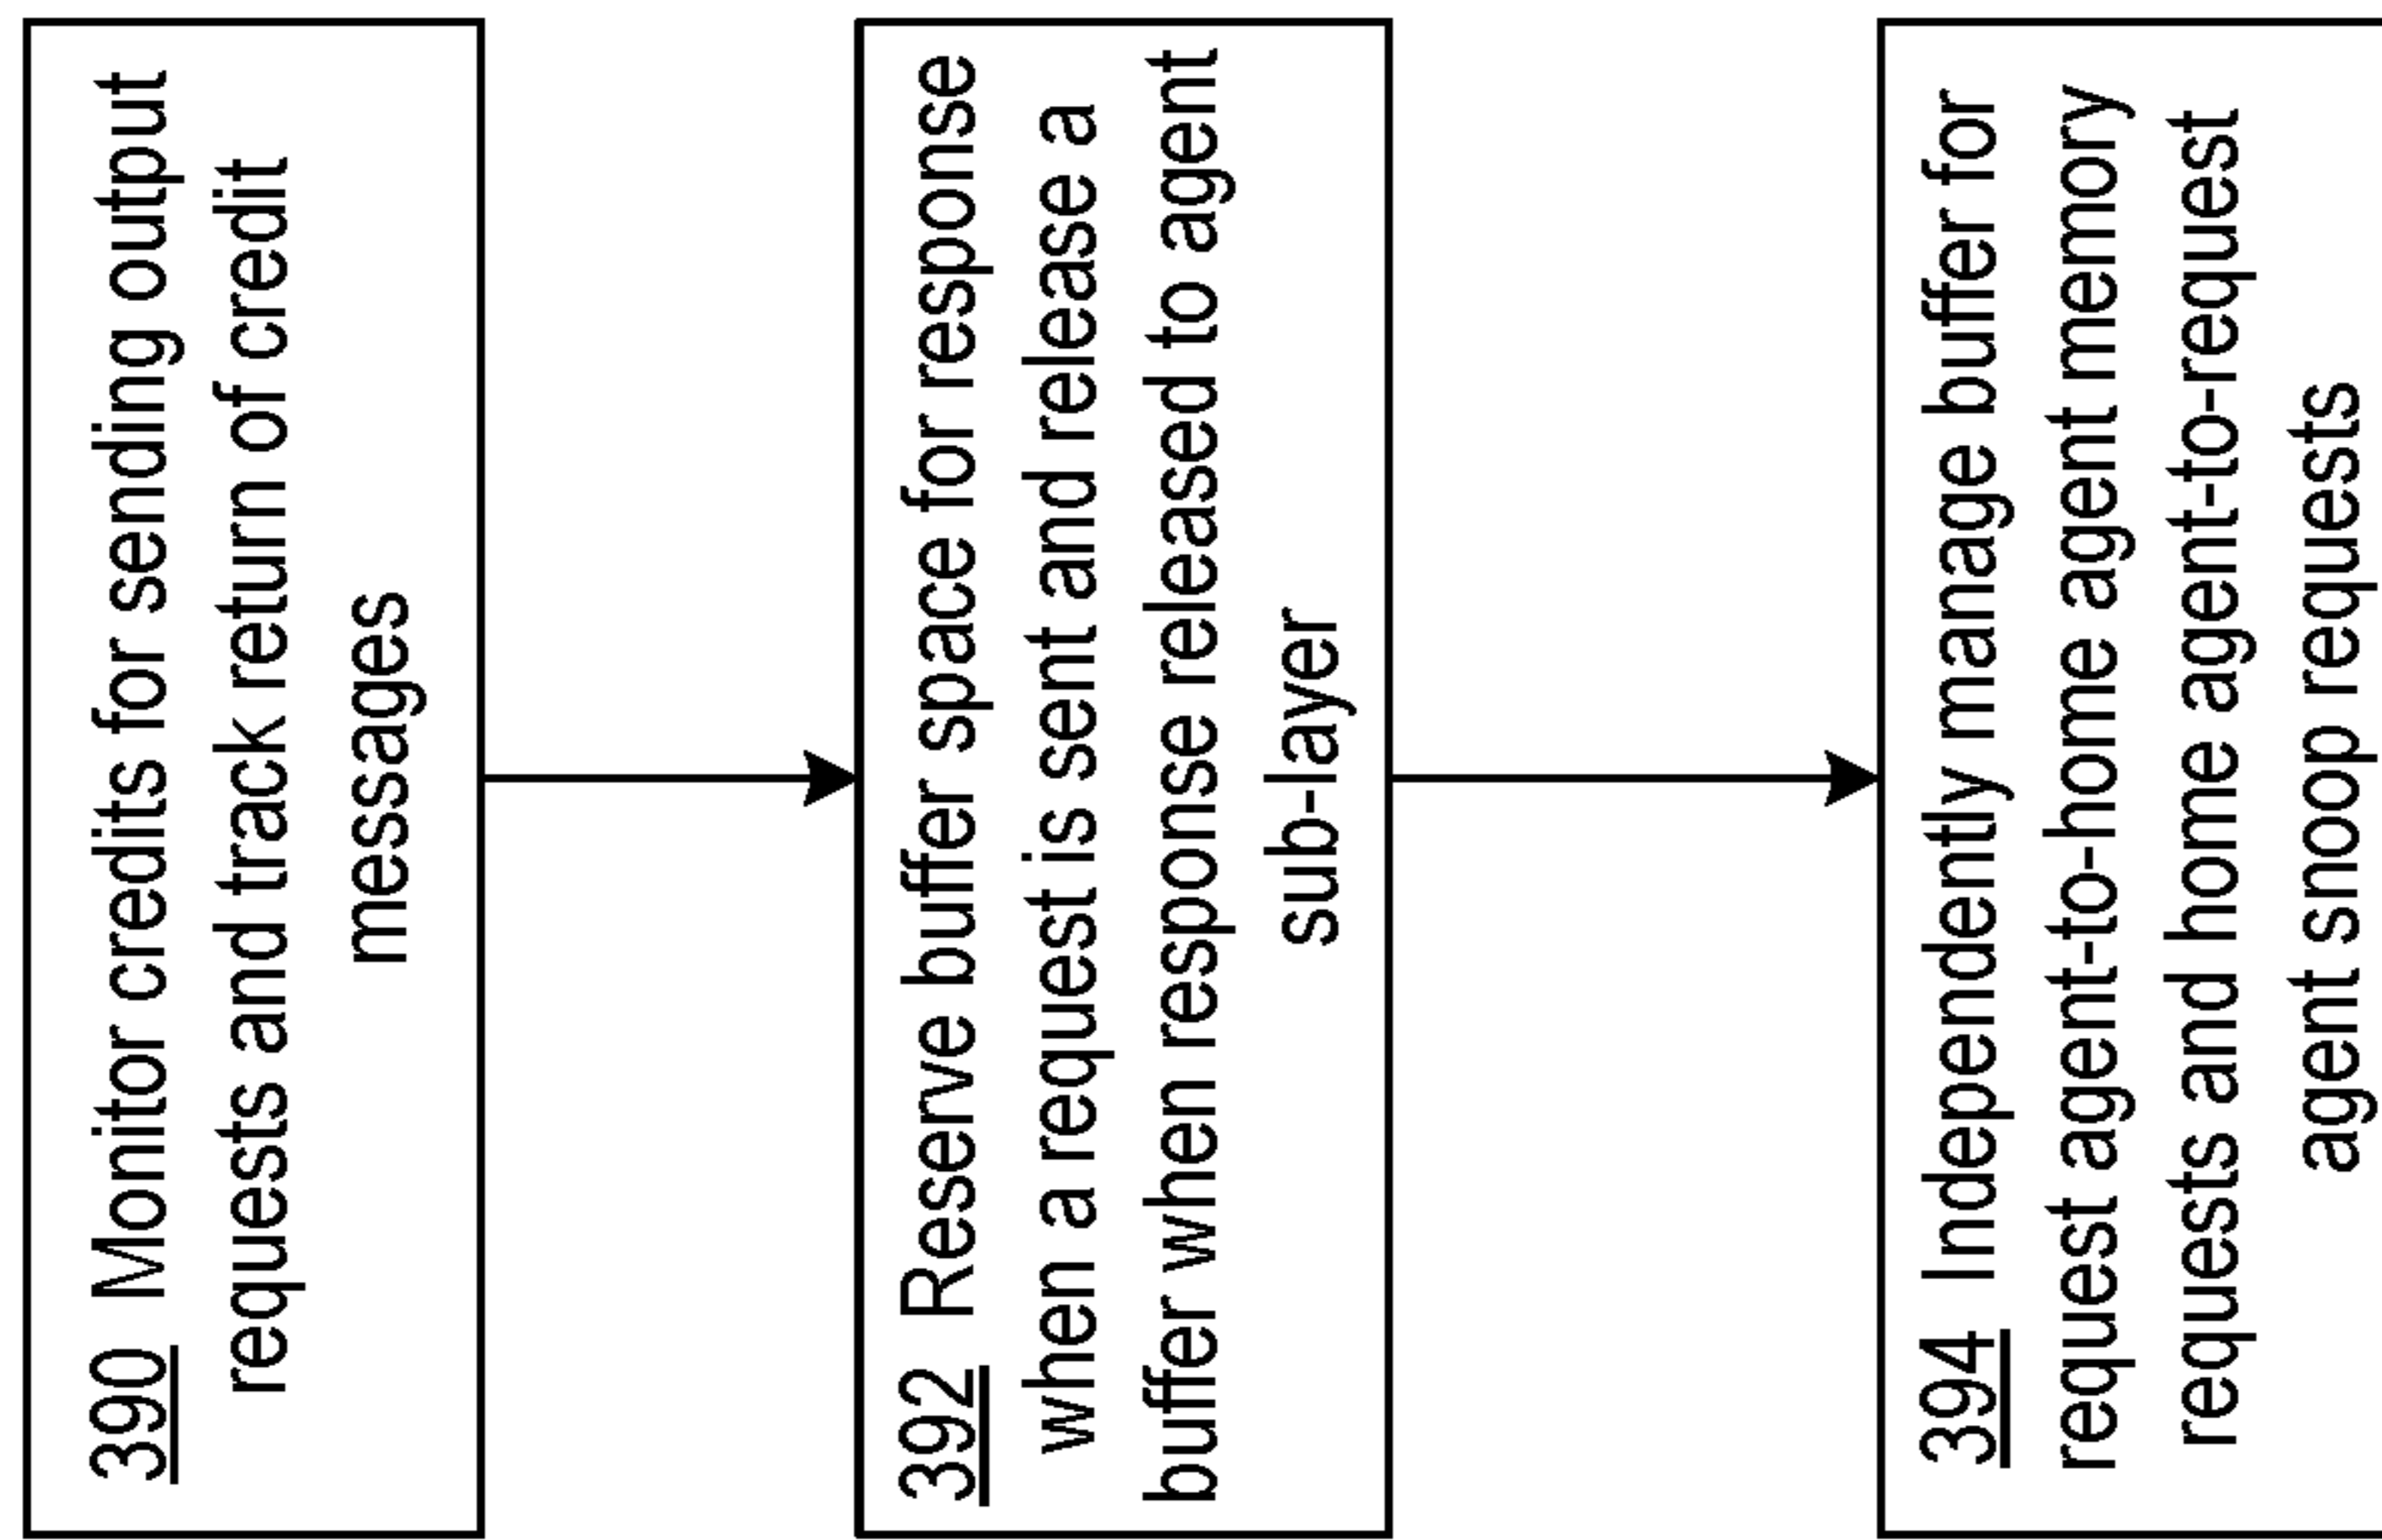 390 Monitor credits for sending output
requests and track return of credit
messages
392 Reserve buffer space for response
when a request is sent and release a
buffer when response released to agent
sub-layer
394 Independently manage buffer for
request agent-to-home agent memory
requests and home agent-to-request
agent snoop requests